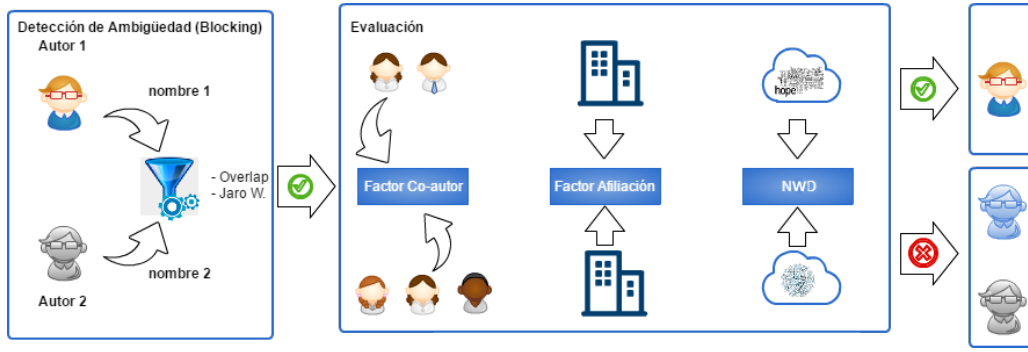 Detección de Ambigüedad (Blocking)
Autor 1
nombre 1
- Overlap
- Jaro W.
nombre 2
Autor 2
Evaluación
hope
Factor Co-autor
Factor Afiliación
NWD